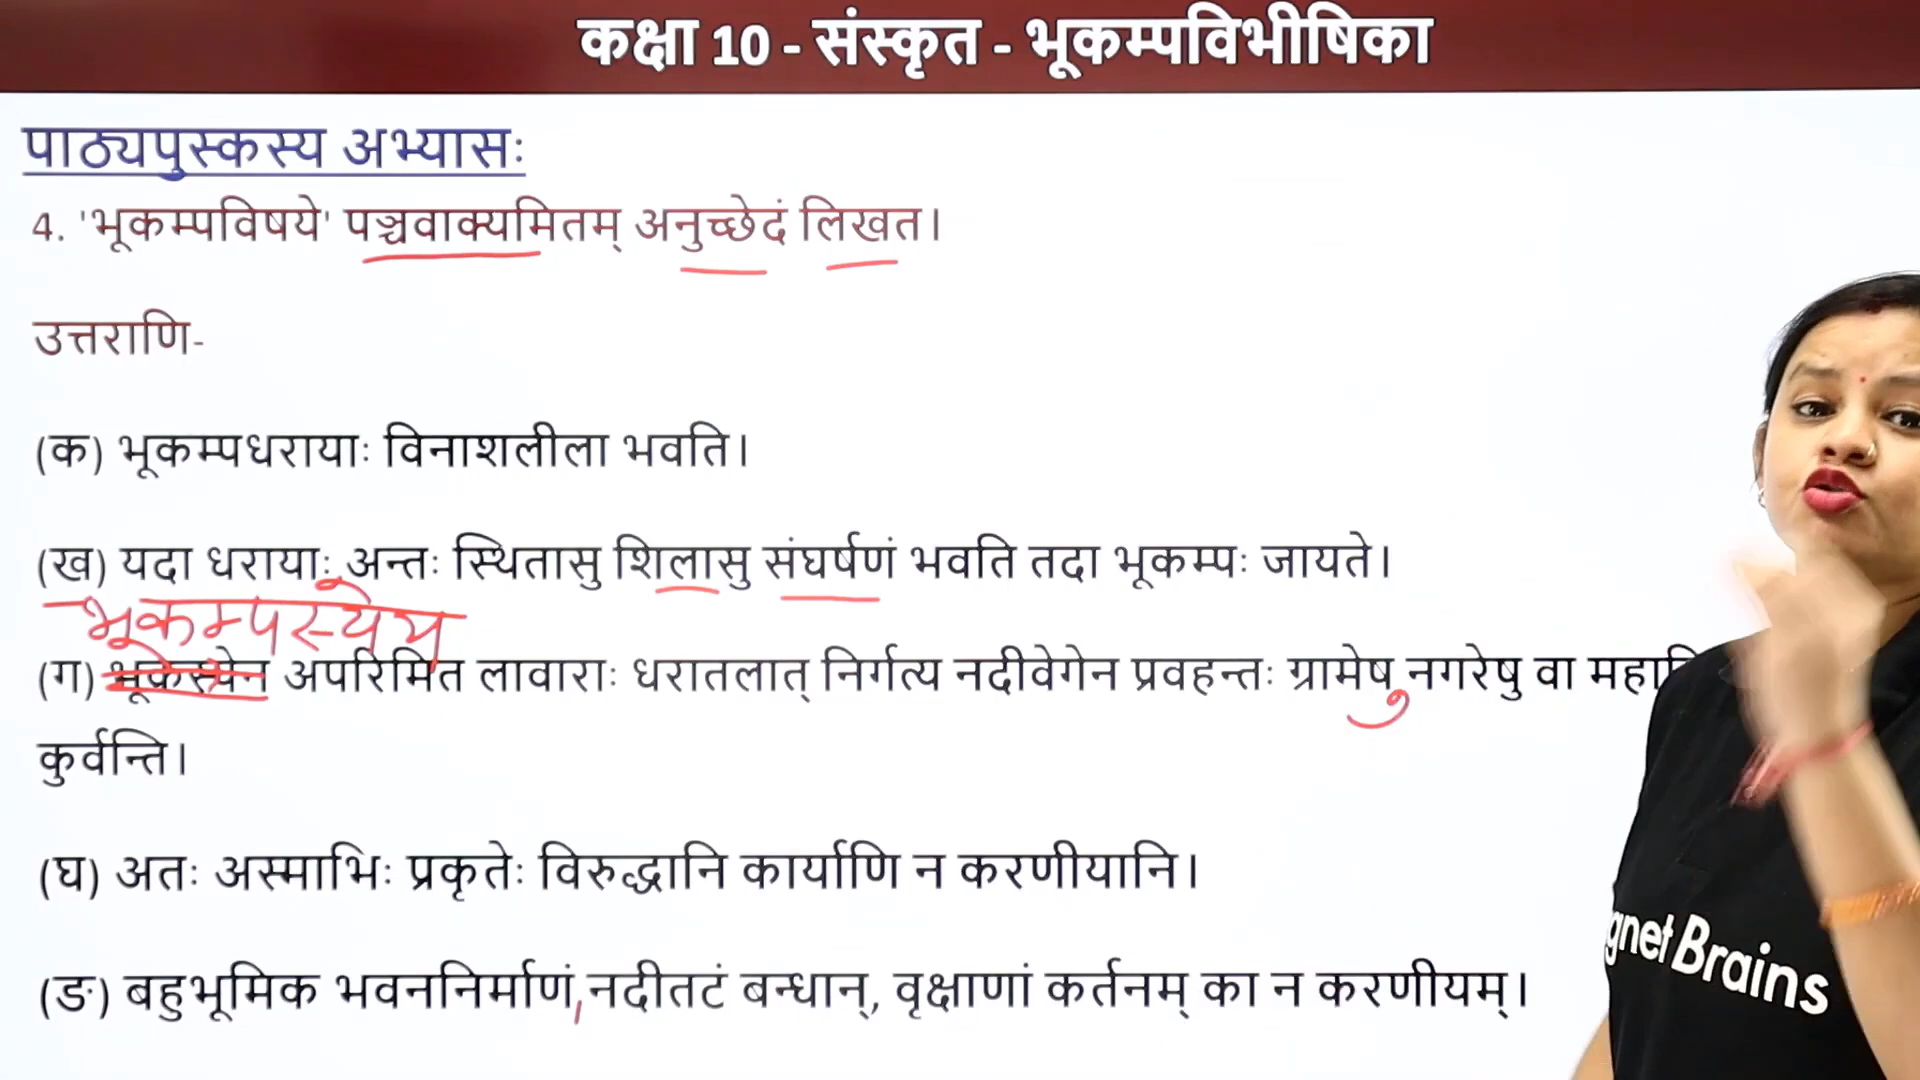 कक्षा 10 - संस्कृत - भूकम्पविभीषिका
पाठ्यपुस्कस्य अभ्यासः
4. 'भूकम्पविषये' पञ्चवाक्यमितम् अनुच्छेदं लिखत।
उत्तराणि-
(क) भूकम्पधरायाः विनाशलीला भवति।
(ख) यदा धरायाः अन्तः स्थितासु शिलासु संघर्षणं भवति तदा भूकम्पः जायते।
भूकम्पस्येय
(ग) भूकेस्येन अपरिमित लावाराः धरातलात् निर्गत्य नदीवेगेन प्रवहन्तः ग्रामेषु नगरेषु वा
कुर्वन्ति।
(घ) अतः अस्माभिः प्रकृतेः विरुद्धानि कार्याणि न करणीयानि।
(ङ) बहुभूमिक भवननिर्माणं, नदीतटं बन्धान्, वृक्षाणां कर्तनम् का न करणीयम्।
gnet Brains